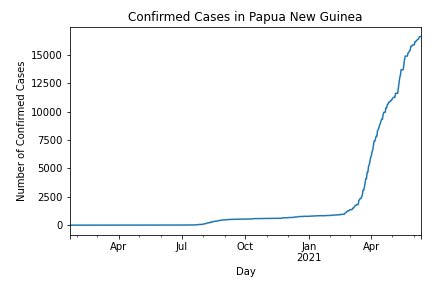 Confirmed Cases in Papua New Guinea
15000
12500
10000
7500
5000
2500
0
Number of Confirmed Cases
Apr
Jul
Oct
Jan
2021
Apr
Day